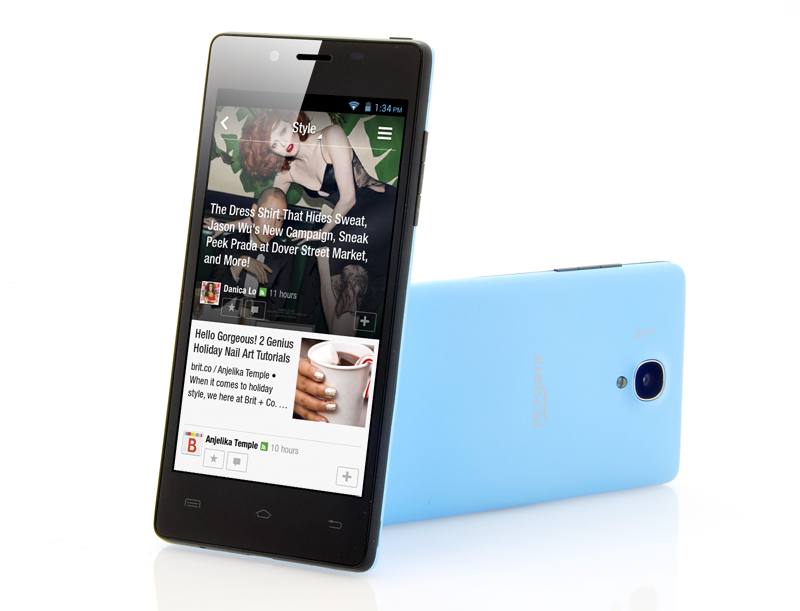 1:34 PM
Style
The Dress Shirt That Hides Sweat,
Jason Wu's New Campaign, Sneak
Peek Prada at Dover Street Market,
and More!
Danica Lo 11 hours
Hello Gorgeous! 2 Genius
Holiday Nail Art Tutorials
brit.co / Anjelika Temple •
When it comes to holiday
style, we here at Brit + Co. …
B
Anjelika Temple 10 hours